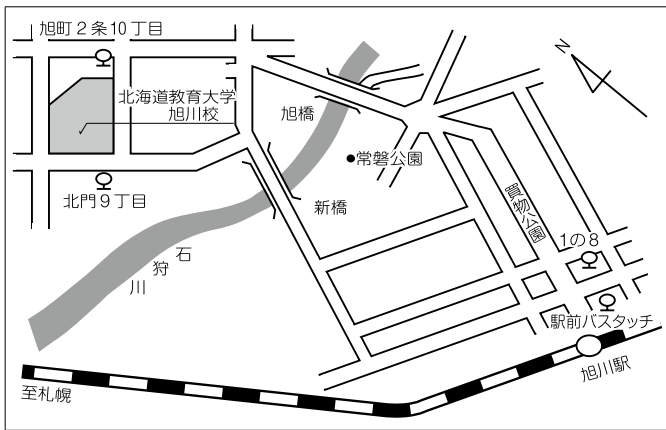 旭町2条10丁目
N
北海道教育大学
旭川校
旭橋
常磐公園
北門9丁目
新橋
買物公園
1の8
石狩川
駅前バスタッチ
旭川駅
至札幌